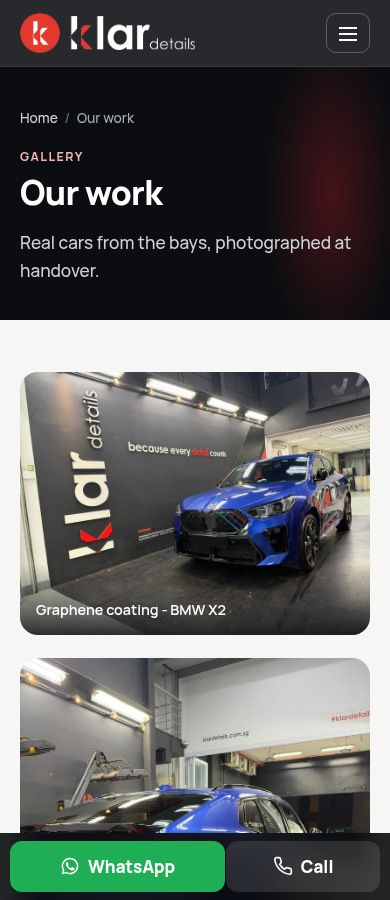 klar details
Home / Our work
GALLERY
Our work
Real cars from the bays, photographed at
handover.
klar details
because every detail counts
Graphene coating - BMW X2
klardetails.com.sg
#klardetail
WhatsApp
Call